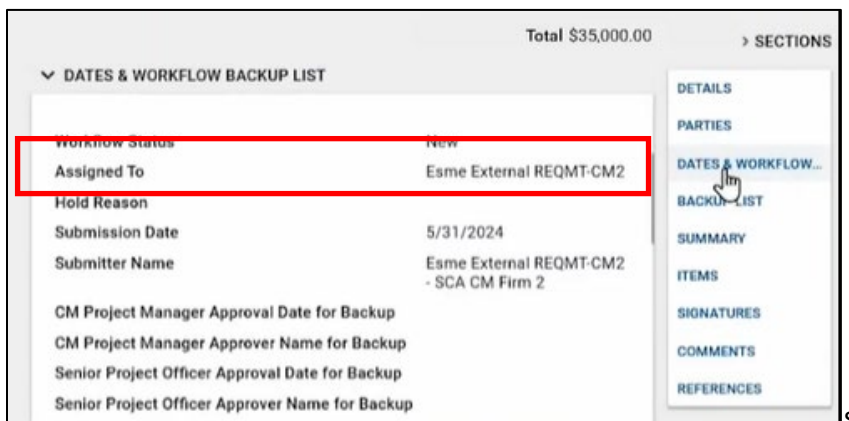 Total $35,000.00
> SECTIONS
DATES & WORKFLOW BACKUP LIST
Workflow Status New
Assigned To Esme External REQMT-CM2
Hold Reason
Submission Date 5/31/2024
Submitter Name Esme External REQMT-CM2
- SCA CM Firm 2
CM Project Manager Approval Date for Backup
CM Project Manager Approver Name for Backup
Senior Project Officer Approval Date for Backup
Senior Project Officer Approver Name for Backup
DETAILS
PARTIES
DATES & WORKFLOW...
BACKUP LIST
SUMMARY
ITEMS
SIGNATURES
COMMENTS
REFERENCES